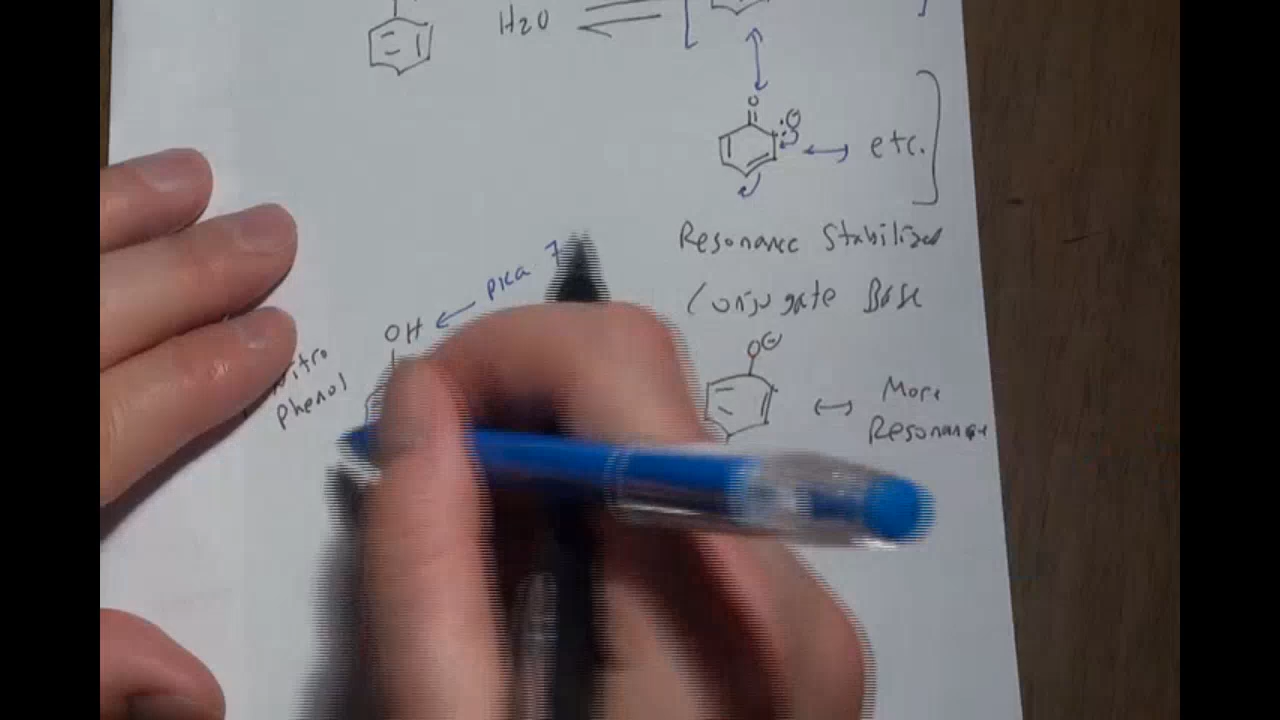 H2O
O
etc.
Resonance Stabilized
Conjugate Base
pka 7
OH
phenol
O
More
Resonance